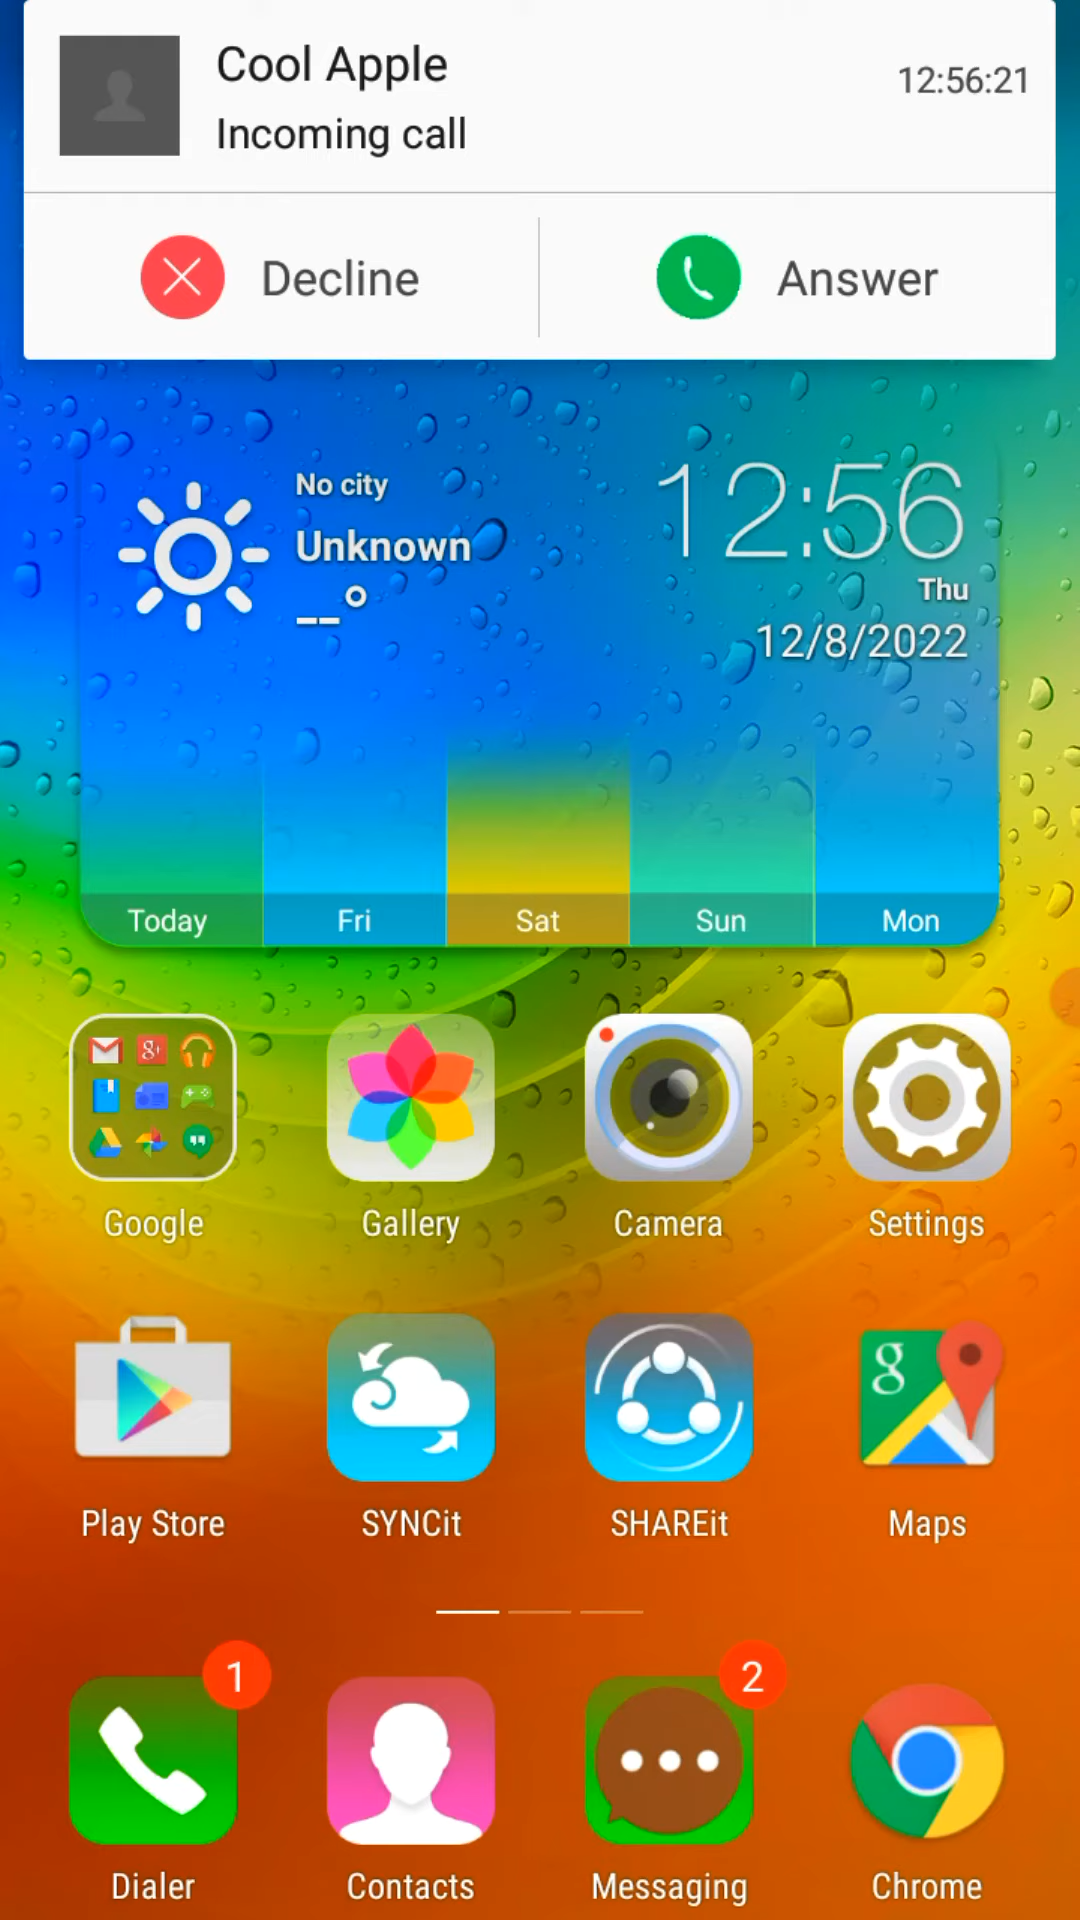 Cool Apple
12:56:21
Incoming call
Decline
Answer
No city
Unknown
--°
12:56
Thu
12/8/2022
Today Fri Sat Sun Mon
g+
Google Gallery Camera Settings
g
Play Store SYNCit SHAREit Maps
1
2
Dialer Contacts Messaging Chrome